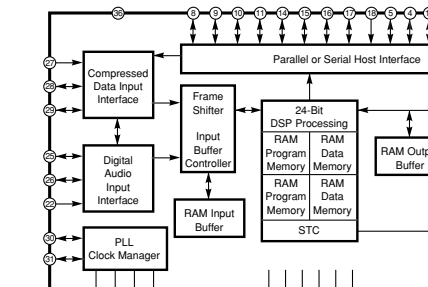 36
8
9
10
11
14
15
16
17
18
5
4
Parallel or Serial Host Interface
27
28
29
Compressed
Data Input
Interface
Frame
Shifter
Input
Buffer
Controller
24-Bit
DSP Processing
RAM
Program
Memory
RAM
Data
Memory
RAM
Program
Memory
RAM
Data
Memory
STC
RAM Outp
Buffer
25
26
22
Digital
Audio
Input
Interface
RAM Input
Buffer
30
31
PLL
Clock Manager